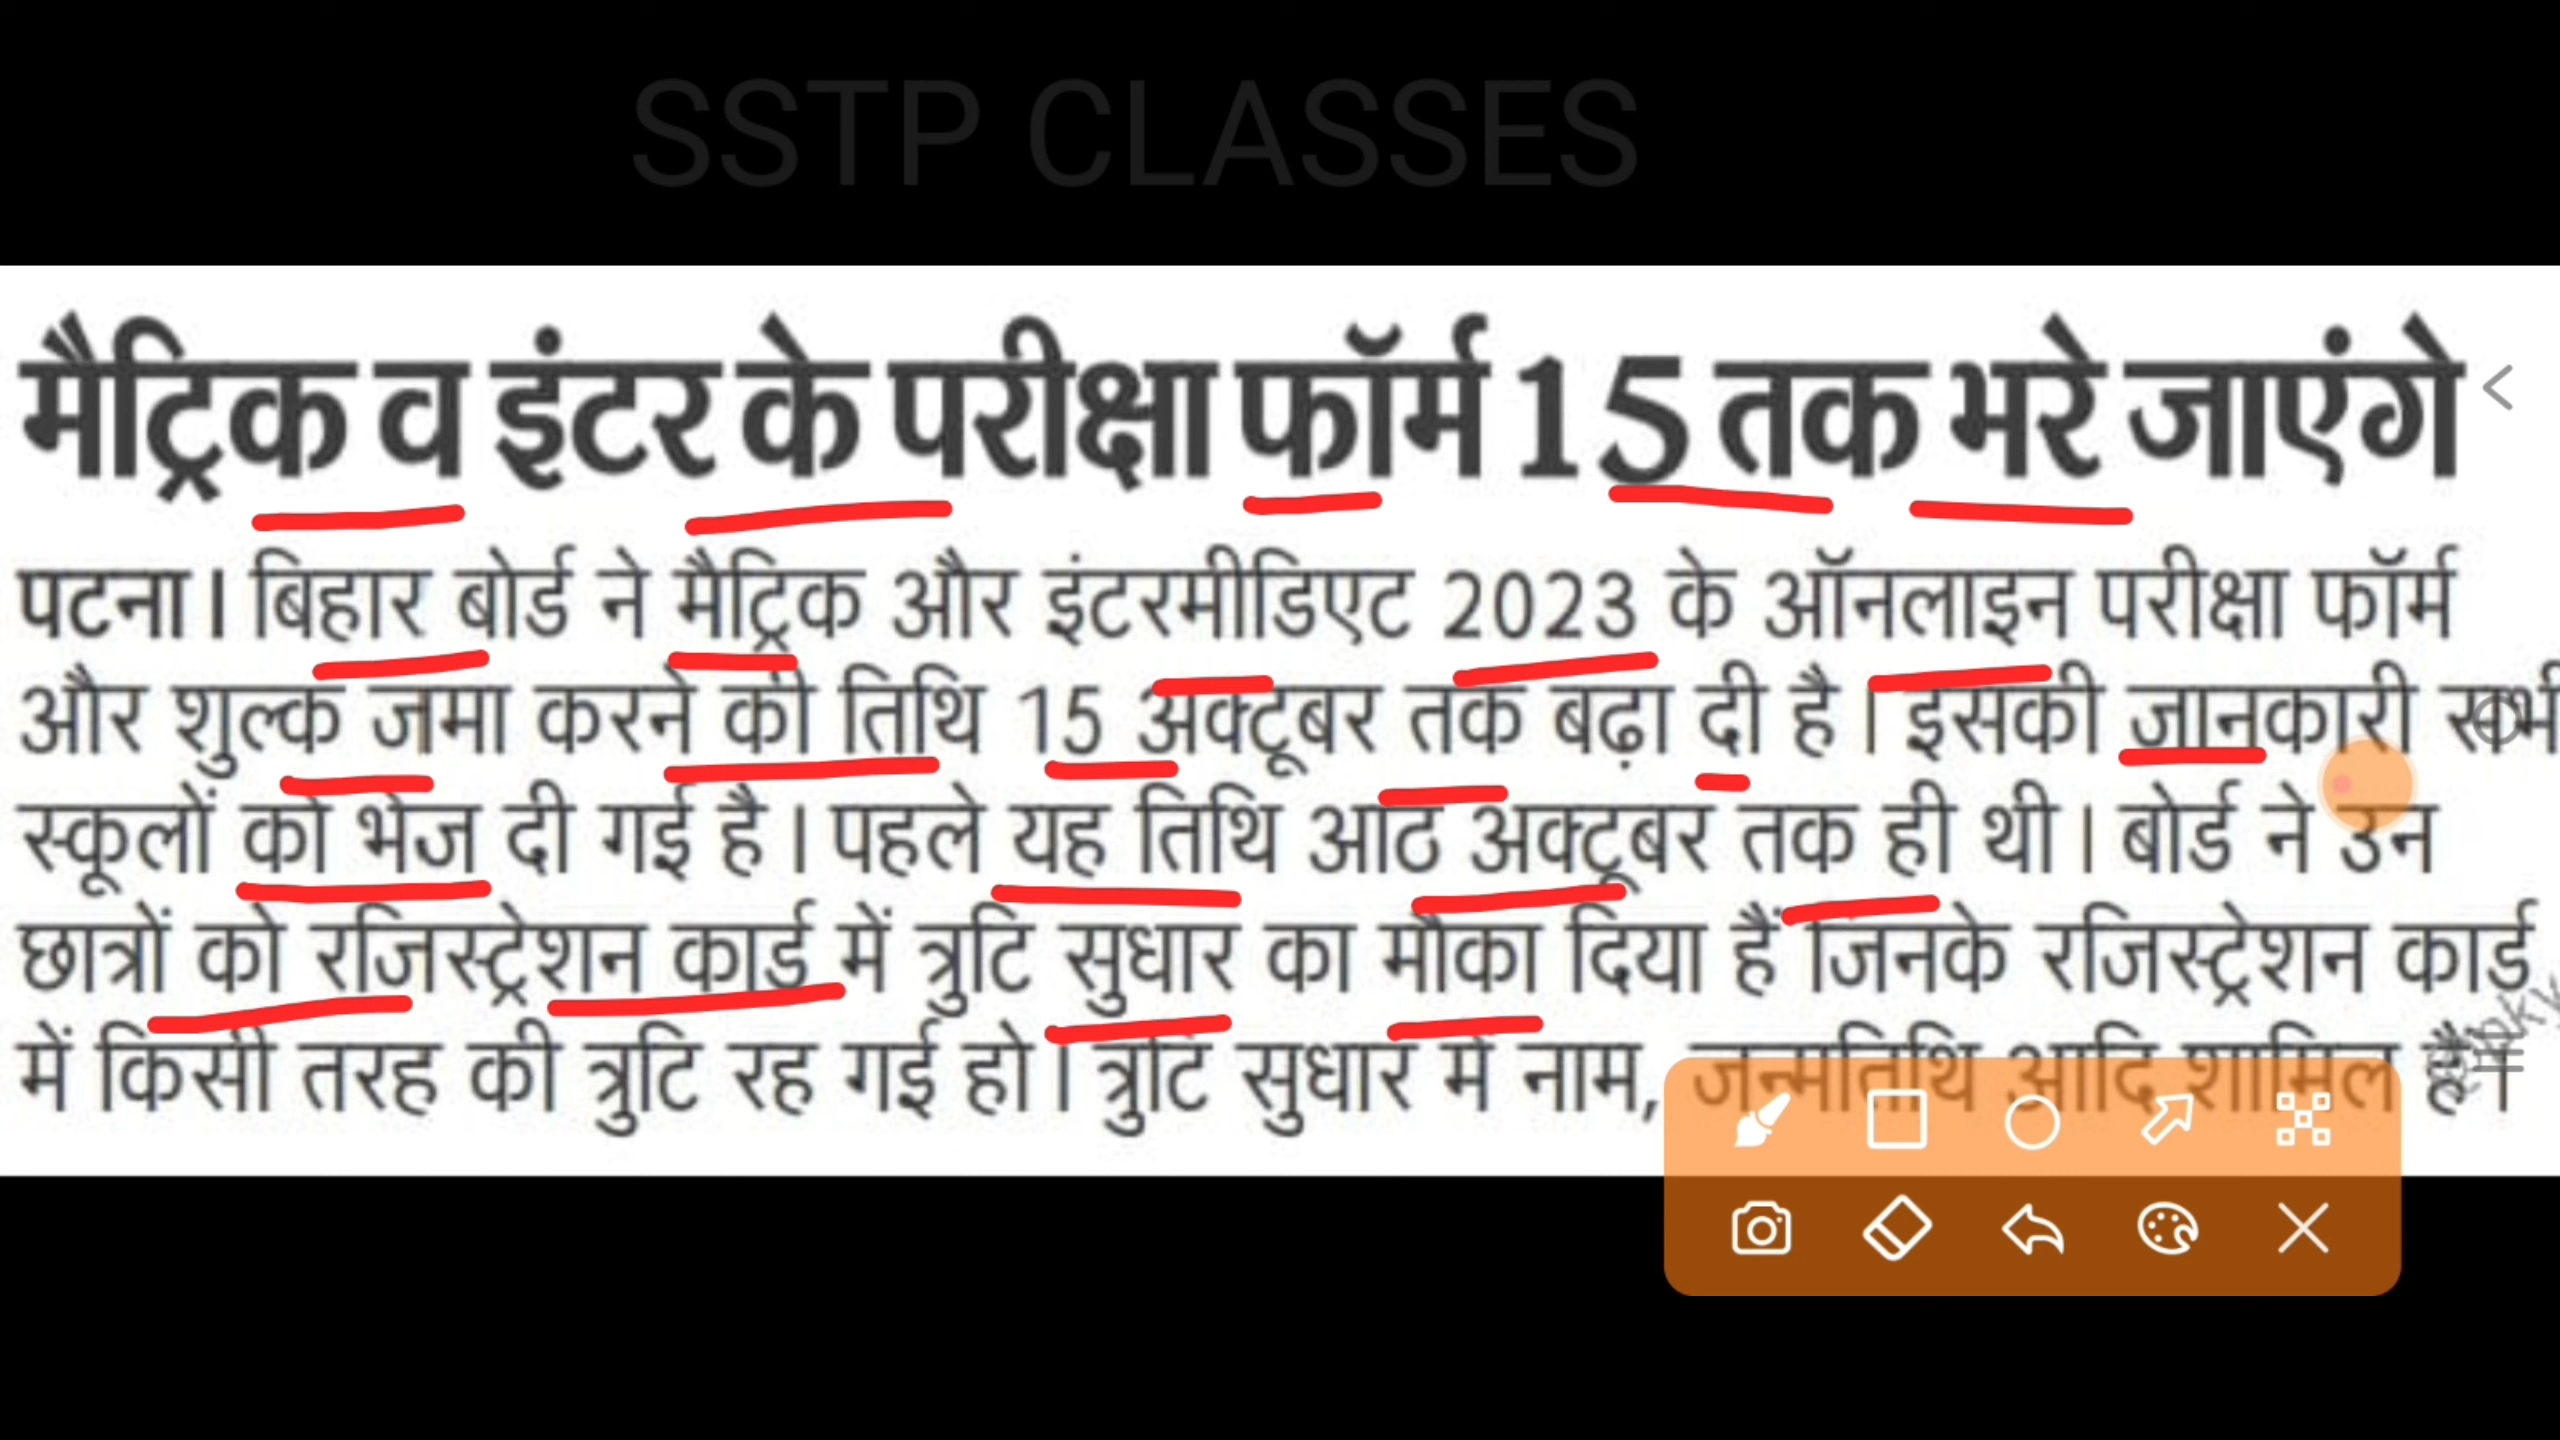 SSTP CLASSES
मैट्रिक व इंटर के परीक्षा फॉर्म 15 तक भरे जाएंगे
पटना। बिहार बोर्ड ने मैट्रिक और इंटरमीडिएट 2023 के ऑनलाइन परीक्षा फॉर्म
और शुल्क जमा करने की तिथि 15 अक्टूबर तक बढ़ा दी है। इसकी जानकारी सभी
स्कूलों को भेज दी गई है। पहले यह तिथि आठ अक्टूबर तक ही थी। बोर्ड ने उन
छात्रों को रजिस्ट्रेशन कार्ड में त्रुटि सुधार का मौका दिया है जिनके रजिस्ट्रेशन कार्ड
में किसी तरह की त्रुटि रह गई हो। त्रुटि सुधार में नाम, जन्मतिथि आदि शामिल हैं।